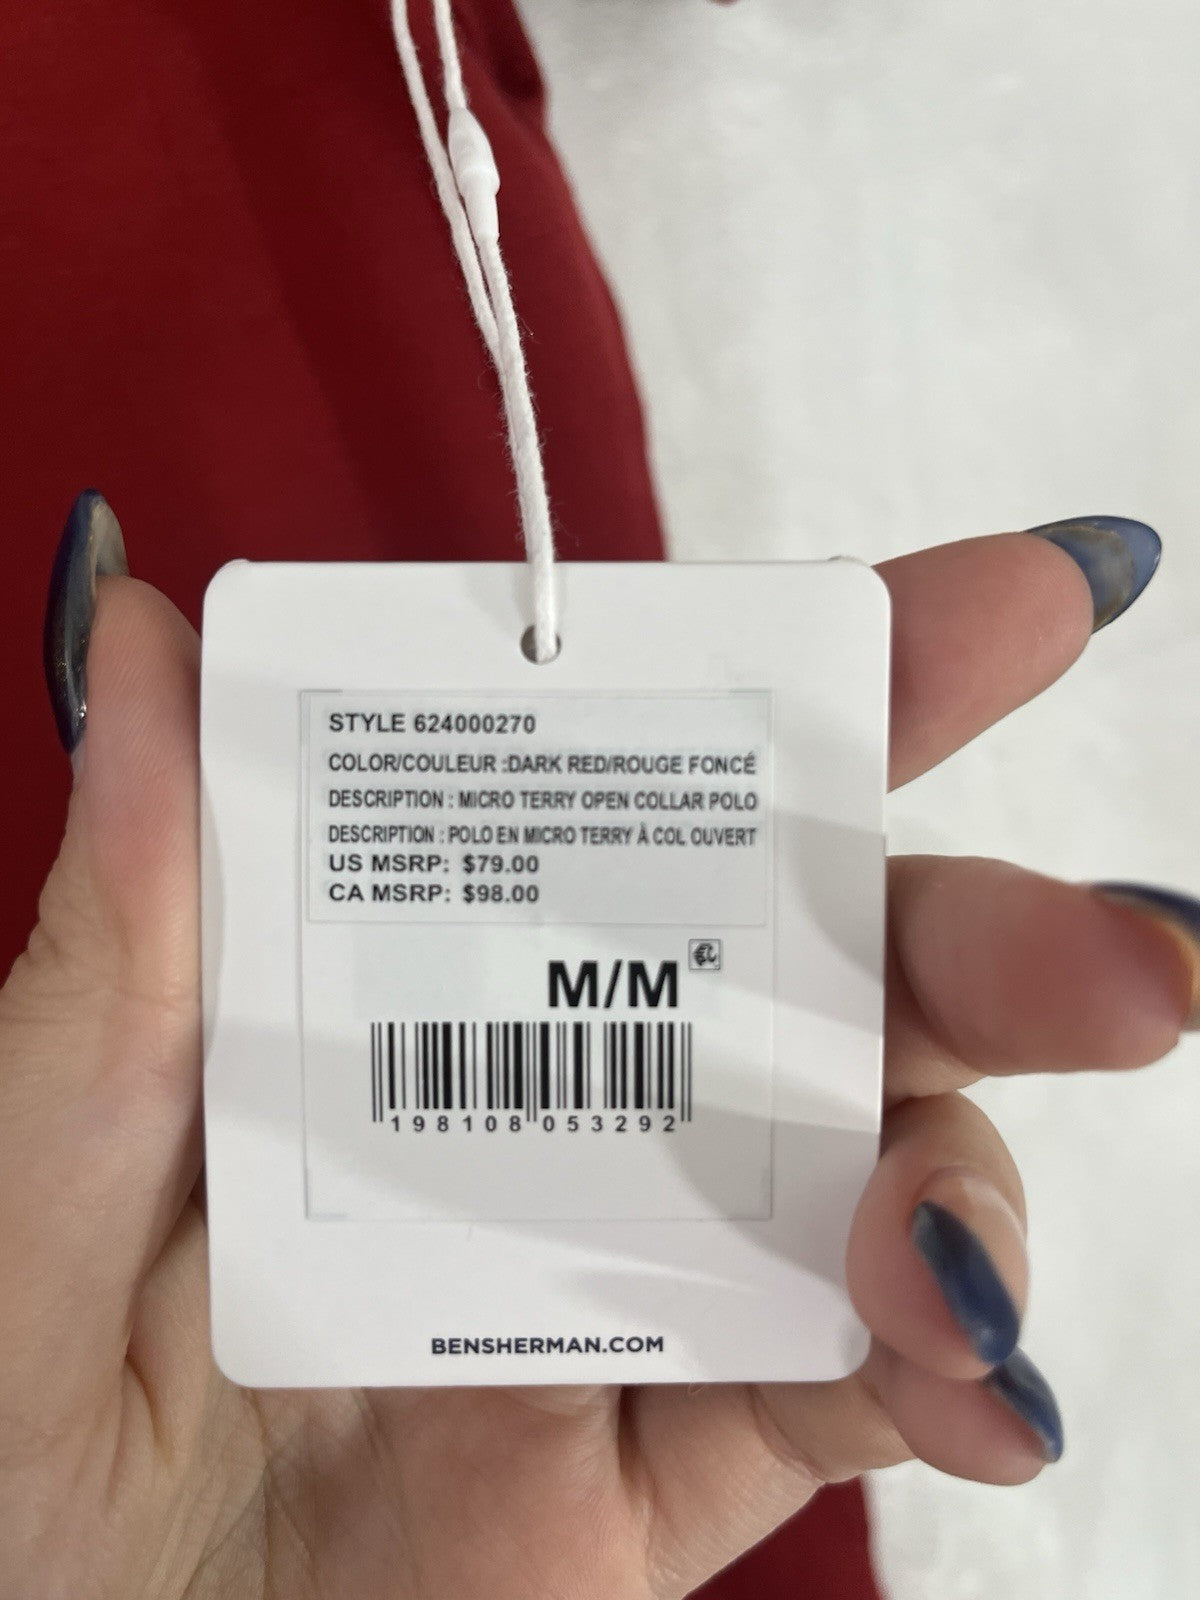 STYLE 624000270
COLOR/COULEUR :DARK RED/ROUGE FONCÉ
DESCRIPTION : MICRO TERRY OPEN COLLAR POLO
DESCRIPTION : POLO EN MICRO TERRY À COL OUVERT
US MSRP: $79.00
CA MSRP: $98.00
M/M
198108 053292
BENSHERMAN.COM